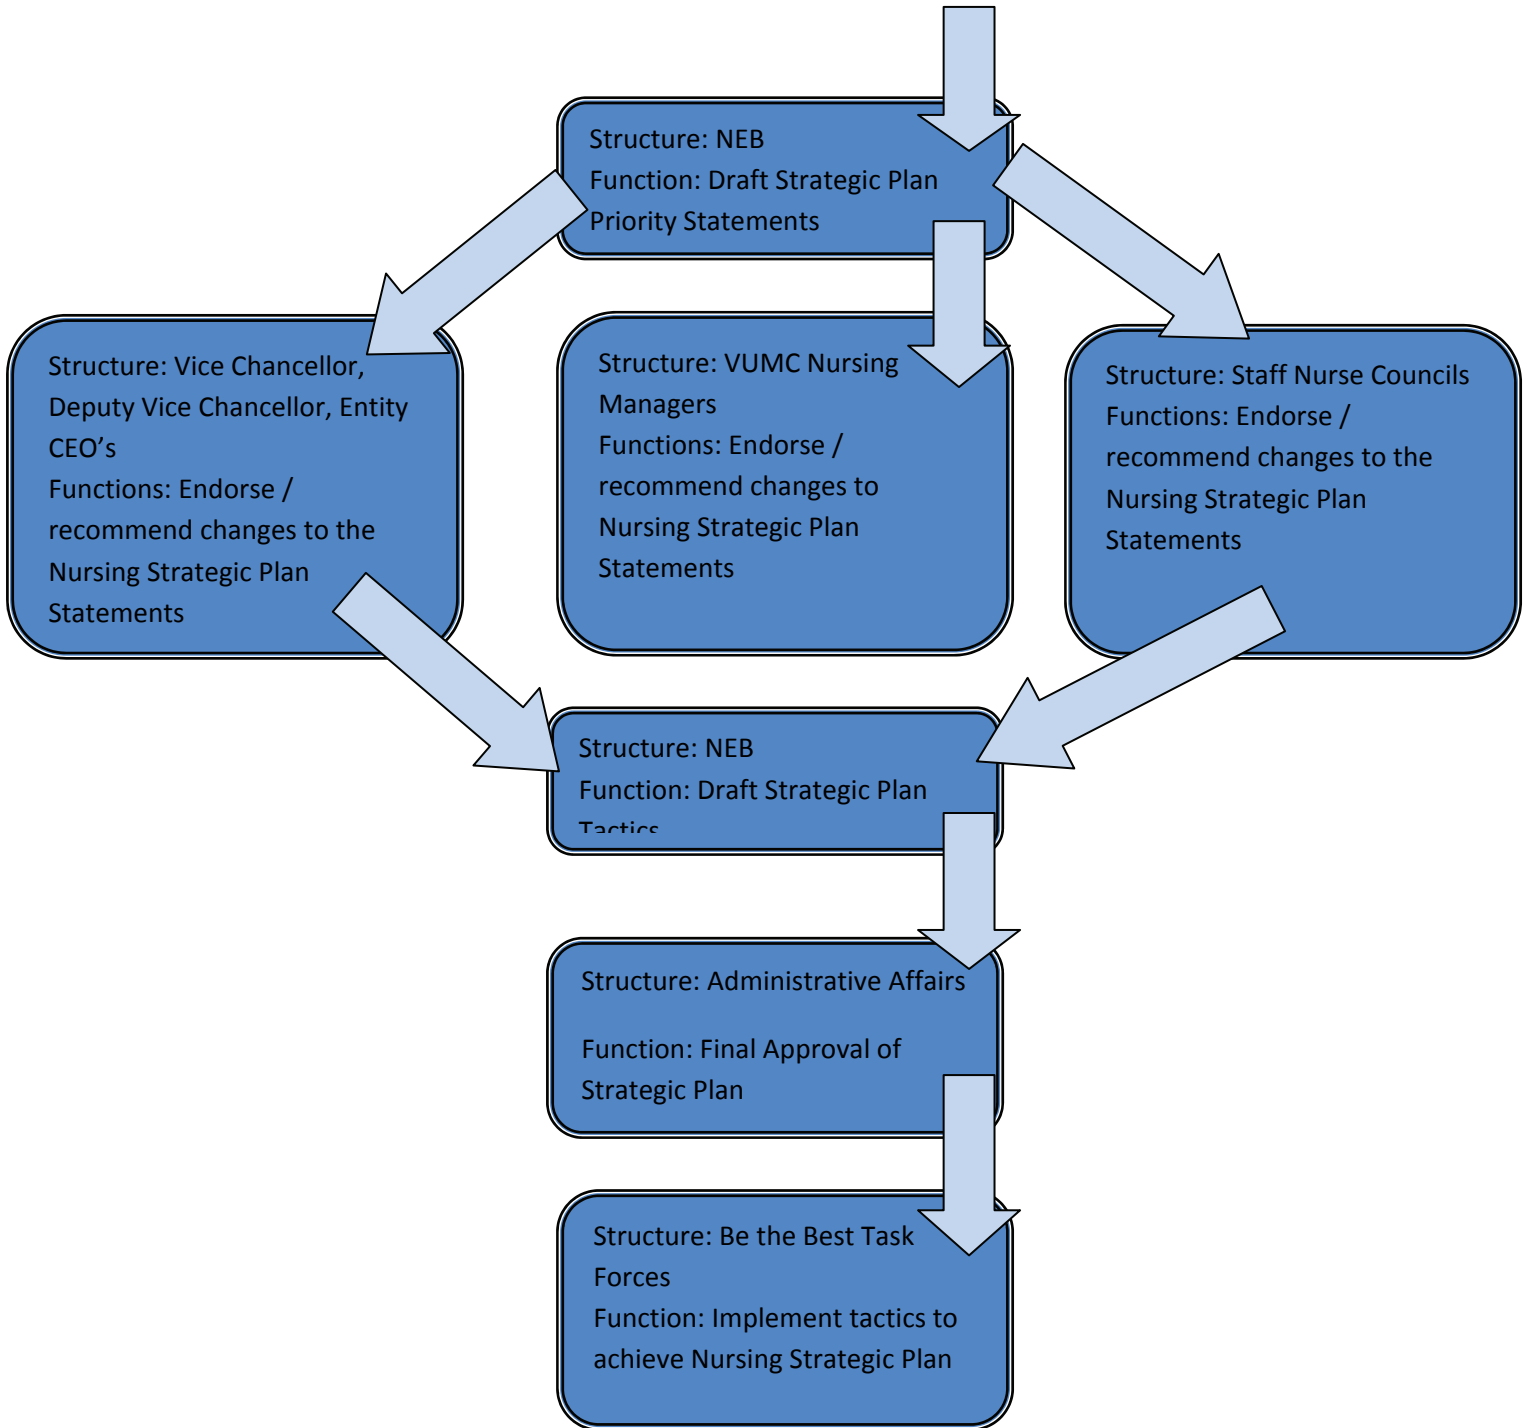 Structure: NEB
Function: Draft Strategic Plan
Priority Statements
Structure: Vice Chancellor,
Deputy Vice Chancellor, Entity
CEO’s
Functions: Endorse /
recommend changes to the
Nursing Strategic Plan
Statements
Structure: VUMC Nursing
Managers
Functions: Endorse /
recommend changes to
Nursing Strategic Plan
Statements
Structure: Staff Nurse Councils
Functions: Endorse /
recommend changes to the
Nursing Strategic Plan
Statements
Structure: NEB
Function: Draft Strategic Plan
Tactics
Structure: Administrative Affairs
Function: Final Approval of
Strategic Plan
Structure: Be the Best Task
Forces
Function: Implement tactics to
achieve Nursing Strategic Plan